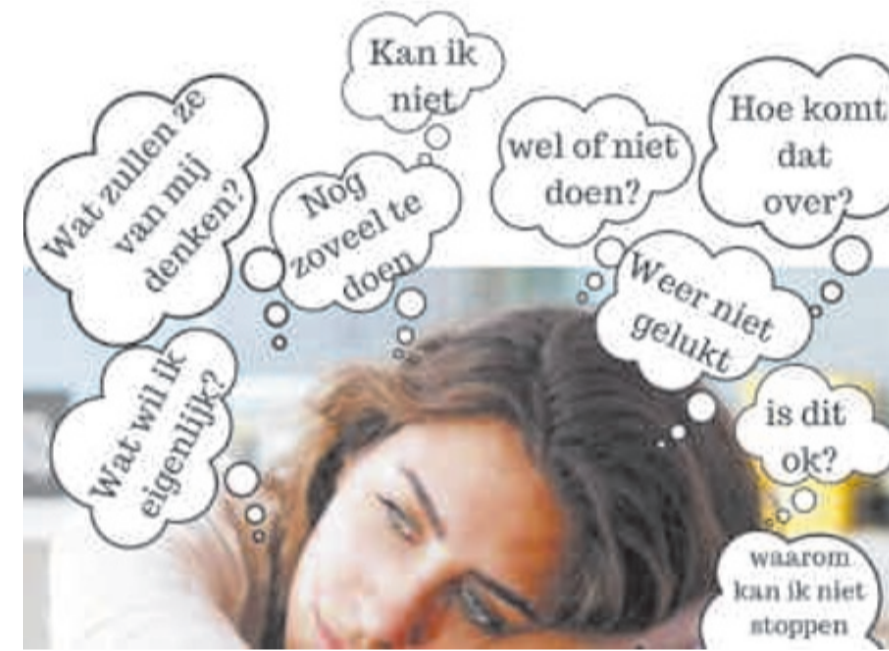 Kan ik
niet
Wat zullen ze
van mij
denken?
Nog
zoveel te
doen
wel of niet
doen?
Hoe komt
dat
over?
Weer niet
gelukt
Wat wil ik
eigenlijk?
is dit
ok?
waarom
kan ik niet
stoppen